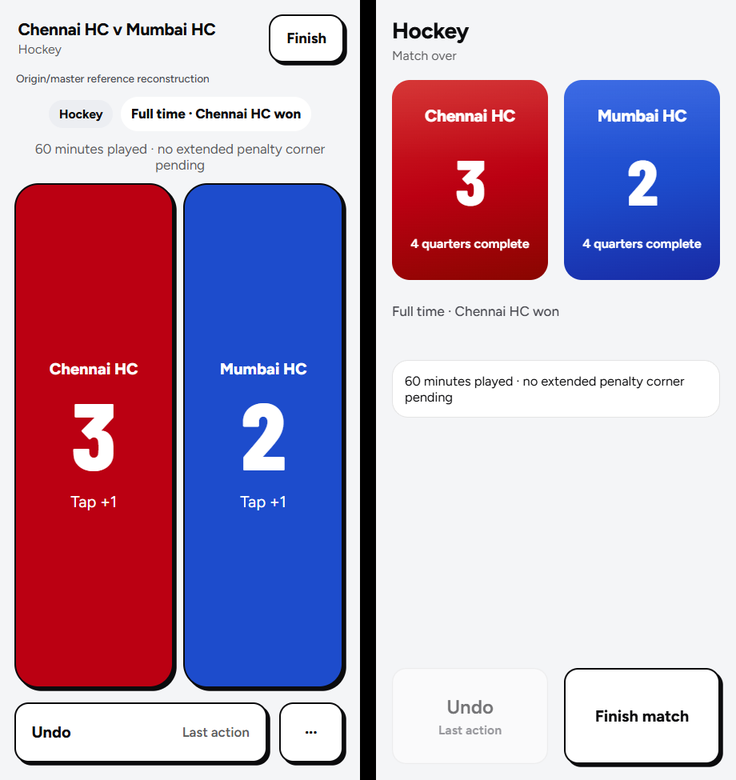 Chennai HC v Mumbai HC
Hockey
Finish
Origin/master reference reconstruction
Hockey
Full time · Chennai HC won
60 minutes played · no extended penalty corner
pending
Chennai HC
3
Tap +1
Mumbai HC
2
Tap +1
Undo
Last action
···
Hockey
Match over
Chennai HC
3
4 quarters complete
Mumbai HC
2
4 quarters complete
Full time · Chennai HC won
60 minutes played · no extended penalty corner
pending
Undo
Last action
Finish match